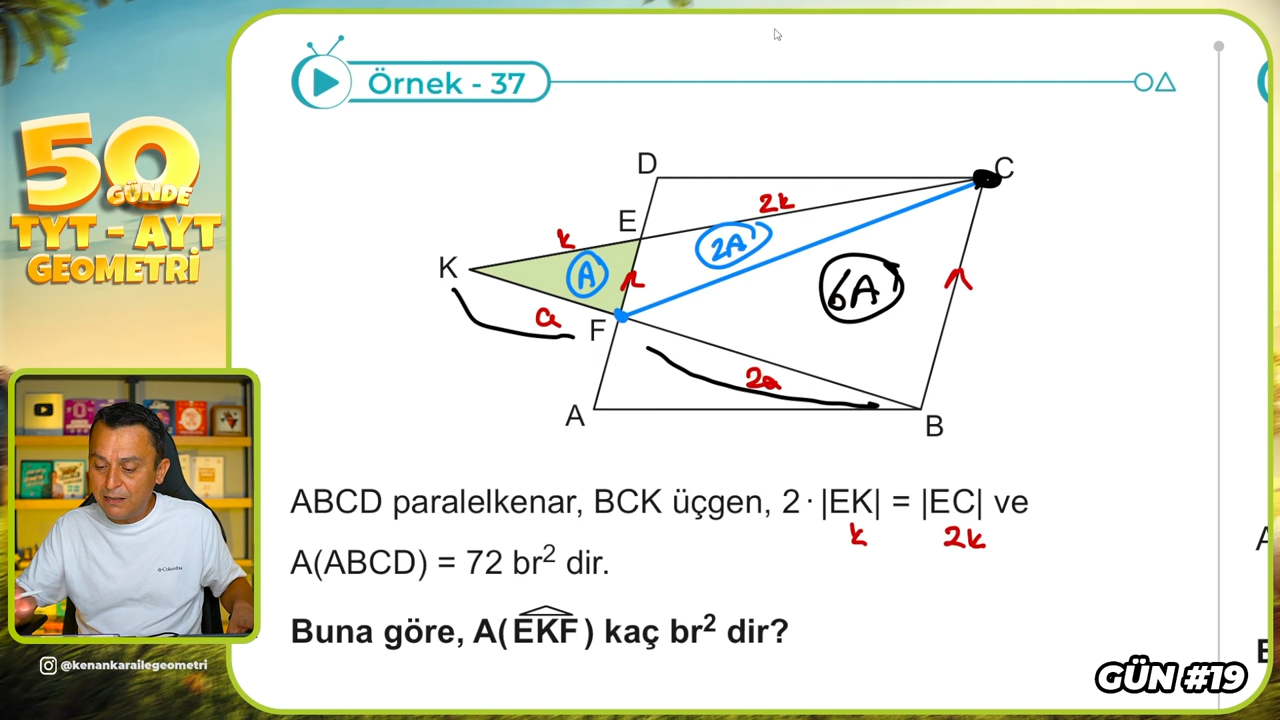 Örnek - 37
50
GÜNDE
TYT - AYT
GEOMETRİ
D
C
2k
E
k
2A
K
A
6A
a
F
2a
A
B
ABCD paralelkenar, BCK üçgen, 2 · |EK| = |EC| ve
k 2k
A(ABCD) = 72 br² dir.
Buna göre, A(EKF) kaç br² dir?
Columbia
@kenankarailegeometri
GÜN #19